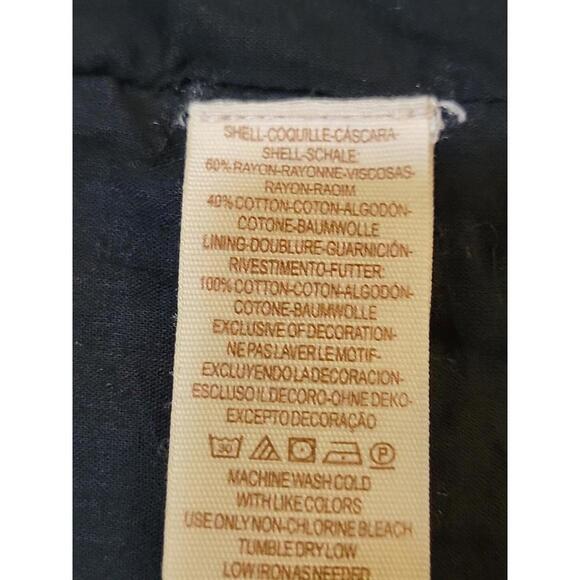 SHELL-COQUILLE-CÁSCARA-
SHELL-SCHALE:
60% RAYON-RAYONNE-VISCOSAS-
RAYON-RAOIM
40% COTTON-COTON-ALGODÓN-
COTONE-BAUMWOLLE
LINING-DOUBLURE-GUARNICIÓN-
RIVESTIMENTO-FUTTER:
100% COTTON-COTON-ALGODÓN-
COTONE-BAUMWOLLE
EXCLUSIVE OF DECORATION-
NE PAS LAVER LE MOTIF-
EXCLUYENDO LA DECORACION-
ESCLUSO IL DECORO-OHNE DEKO-
EXCEPTO DECORAÇÃO
30 P
MACHINE WASH COLD
WITH LIKE COLORS
USE ONLY NON-CHLORINE BLEACH
TUMBLE DRY LOW
LOW IRON AS NEEDED